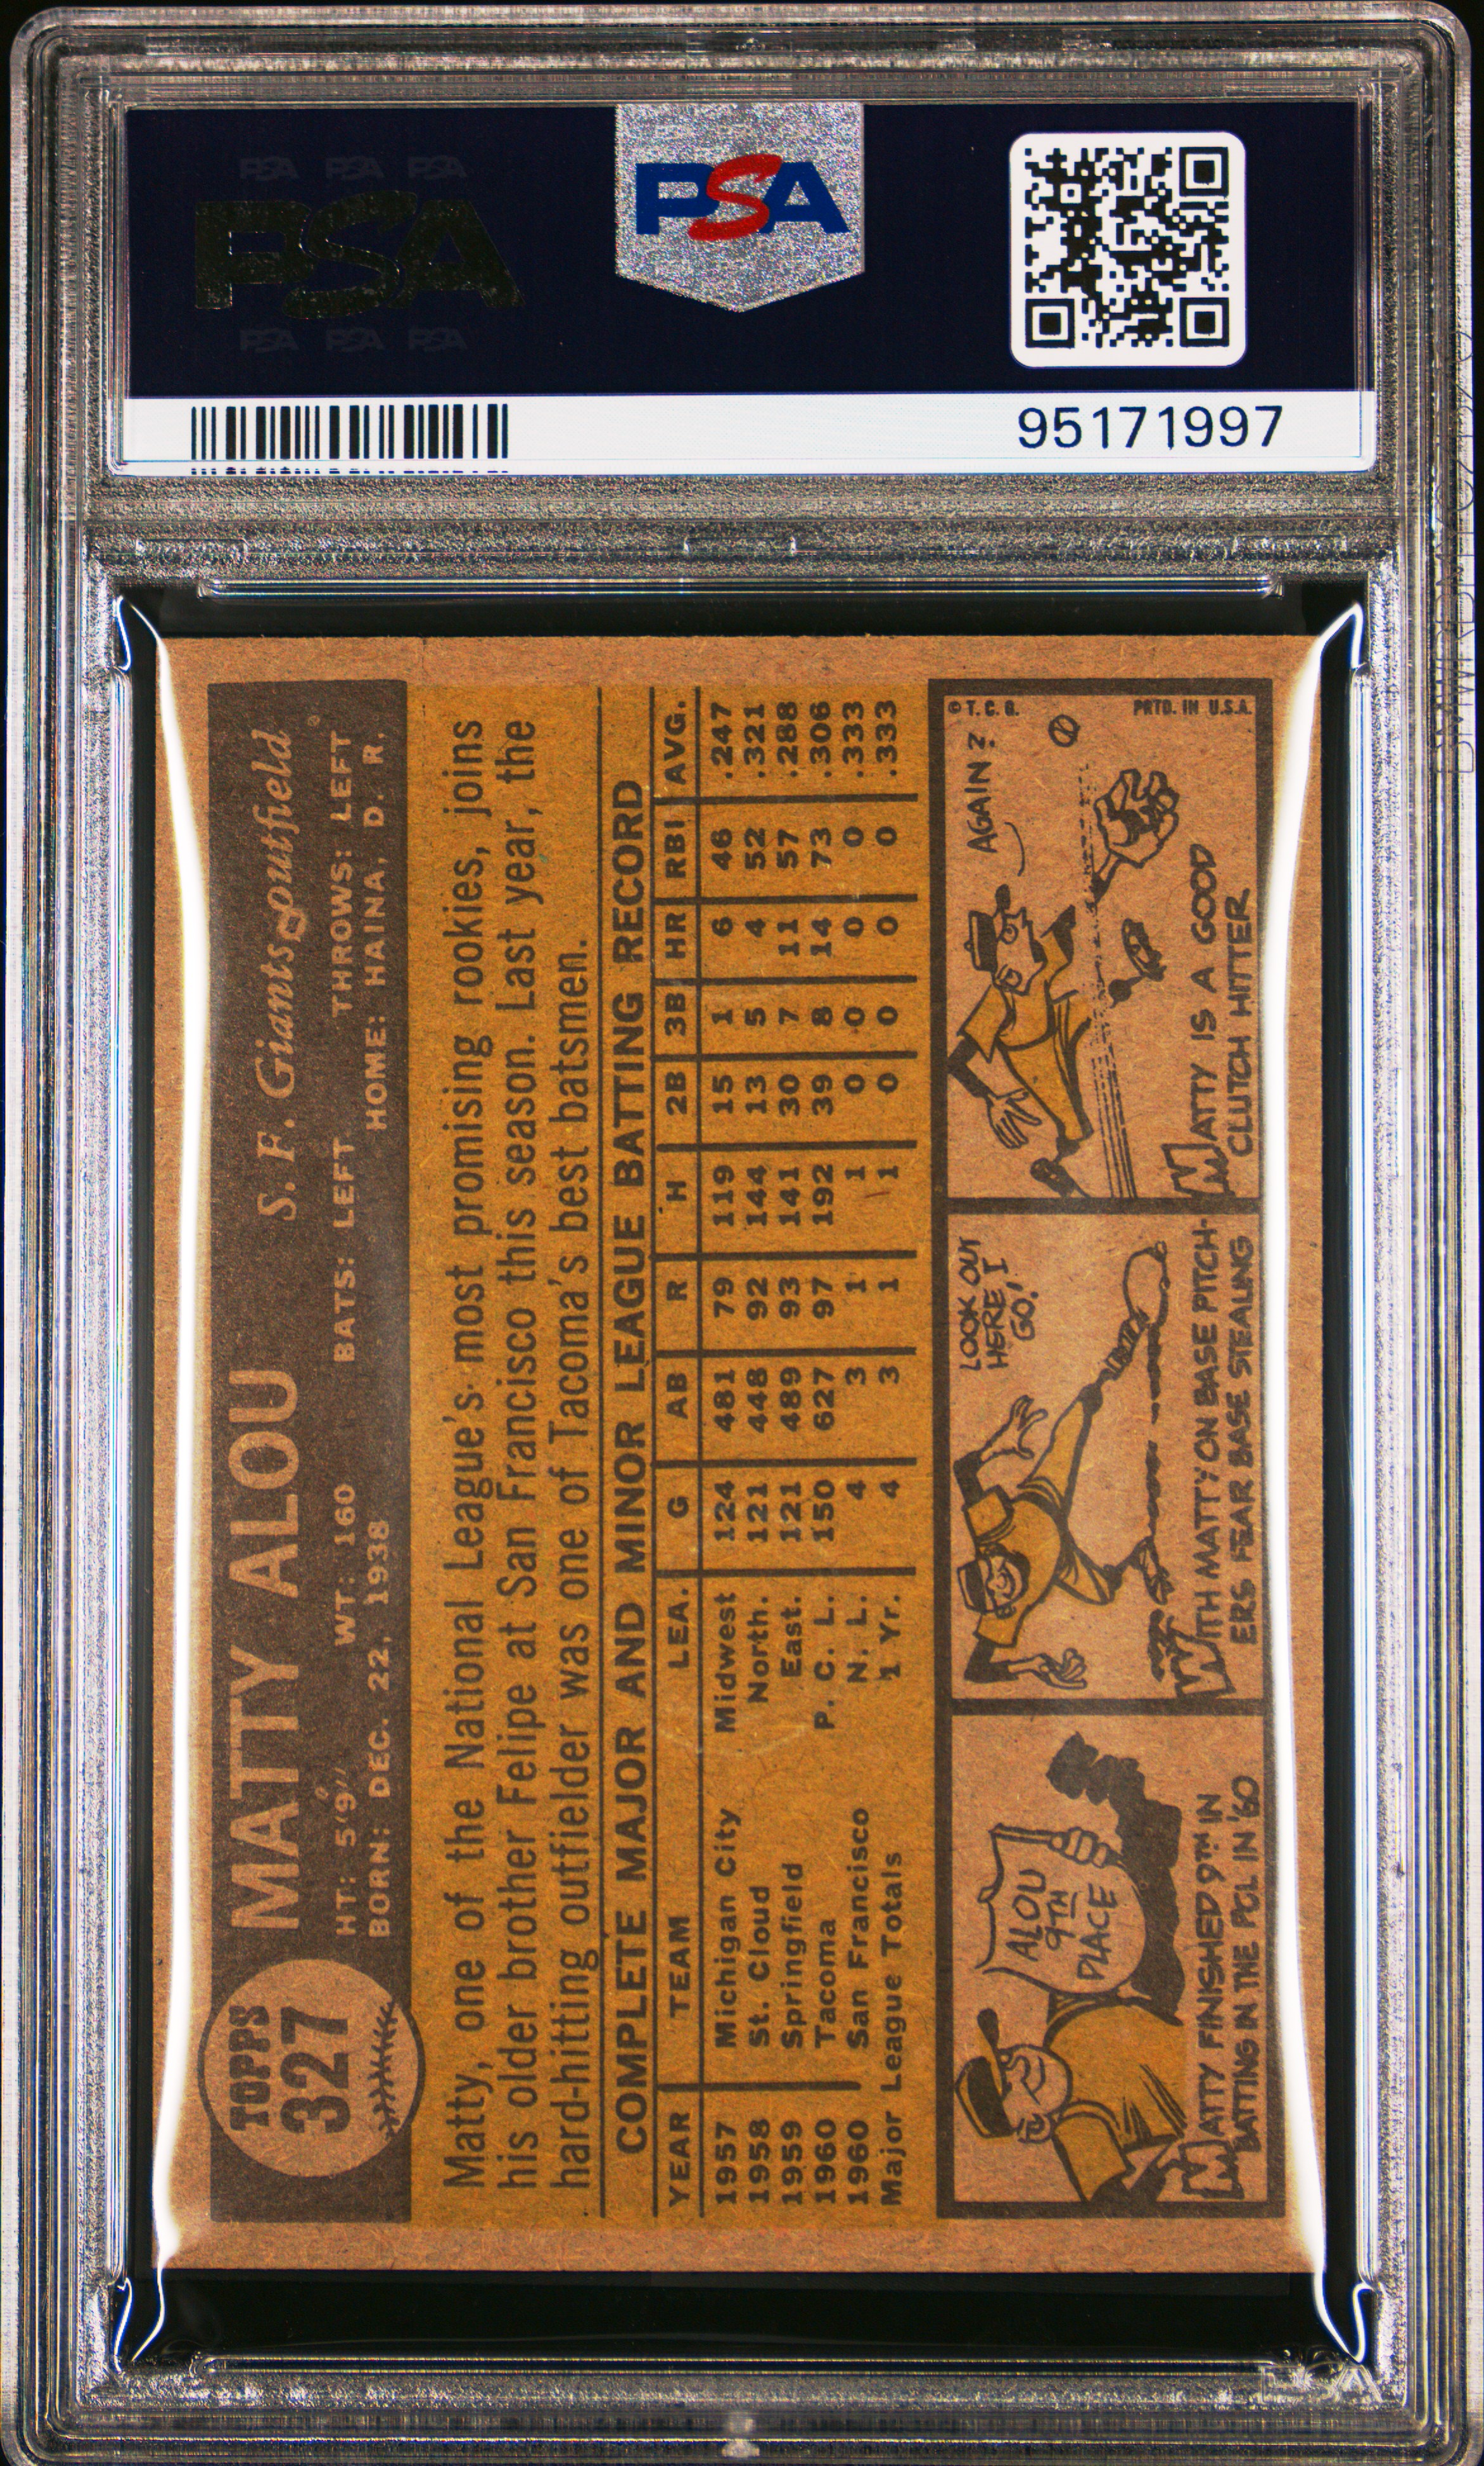 PSA PSA PSA
PSA
PSA PSA PSA
PSA
95171997
TOPPS
327
MATTY ALOU S. F. Giants outfield
HT: 5'9" WT: 160 BATS: LEFT THROWS: LEFT
BORN: DEC. 22, 1938 HOME: HAINA, D. R.
Matty, one of the National League's most promising rookies, joins
his older brother Felipe at San Francisco this season. Last year, the
hard-hitting outfielder was one of Tacoma's best batsmen.
COMPLETE MAJOR AND MINOR LEAGUE BATTING RECORD
YEAR TEAM LEA. G AB R H 2B 3B HR RBI AVG.
1957 Michigan City Midwest 124 481 79 119 15 1 6 46 .247
1958 St. Cloud North. 121 448 92 144 13 5 4 52 .321
1959 Springfield East. 121 489 93 141 30 7 11 57 .288
1960 Tacoma P. C. L. 150 627 97 192 39 8 14 73 .306
1960 San Francisco N. L. 4 3 1 1 0 0 0 0 .333
Major League Totals 1 Yr. 4 3 1 1 0 0 0 0 .333
ALOU
9TH
PLACE
MATTY FINISHED 9TH IN
BATTING IN THE PCL IN '60
LOOK OUT
HERE I
GO!
WITH MATTY ON BASE PITCH-
ERS FEAR BASE STEALING
AGAIN?
©T. C. G.
PRTD. IN U.S.A.
MATTY IS A GOOD
CLUTCH HITTER